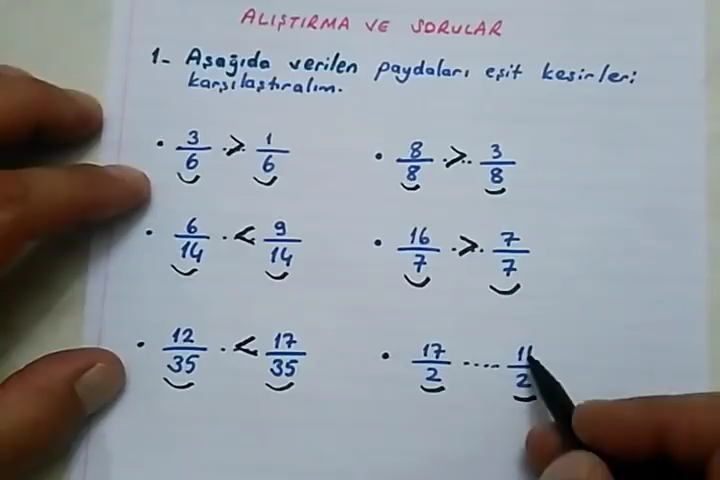 ALIŞTIRMA VE SORULAR
1- Aşağıda verilen paydaları eşit kesirleri
karşılaştıralım.
• 3/6 > 1/6
• 8/8 > 3/8
• 6/14 < 9/14
• 16/7 > 7/7
• 12/35 < 17/35
• 17/2 ..... /2